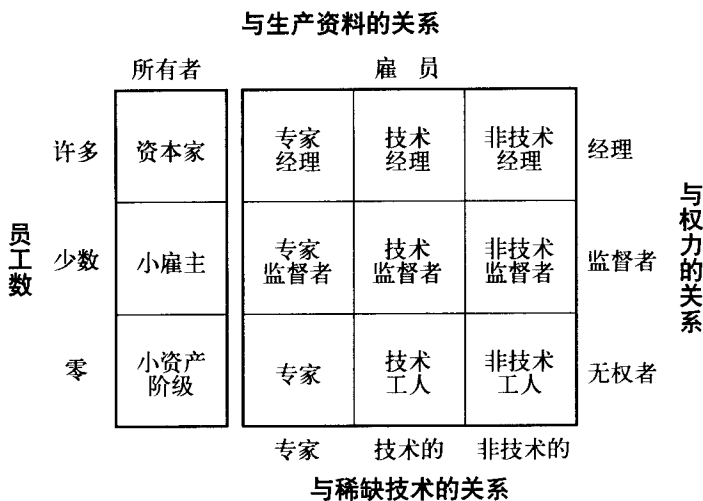 与生产资料的关系
所有者
雇 员
许多
资本家
专家
经理
技术
经理
非技术
经理
经理
员工数
少数
小雇主
专家
监督者
技术
监督者
非技术
监督者
监督者
与权力的关系
零
小资产
阶级
专家
技术
工人
非技术
工人
无权者
专家
技术的
非技术的
与稀缺技术的关系